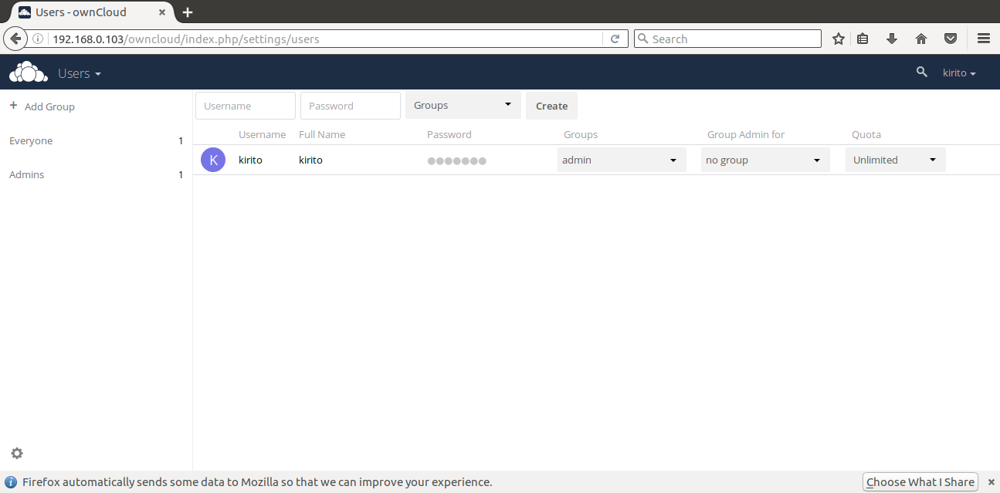 Users - ownCloud
192.168.0.103/owncloud/index.php/settings/users
Search
Users
kirito
+ Add Group
Username
Password
Groups
Create
Everyone 1
Admins 1
Username Full Name Password Groups Group Admin for Quota
K kirito kirito ●●●●●●● admin no group Unlimited
Firefox automatically sends some data to Mozilla so that we can improve your experience.
Choose What I Share